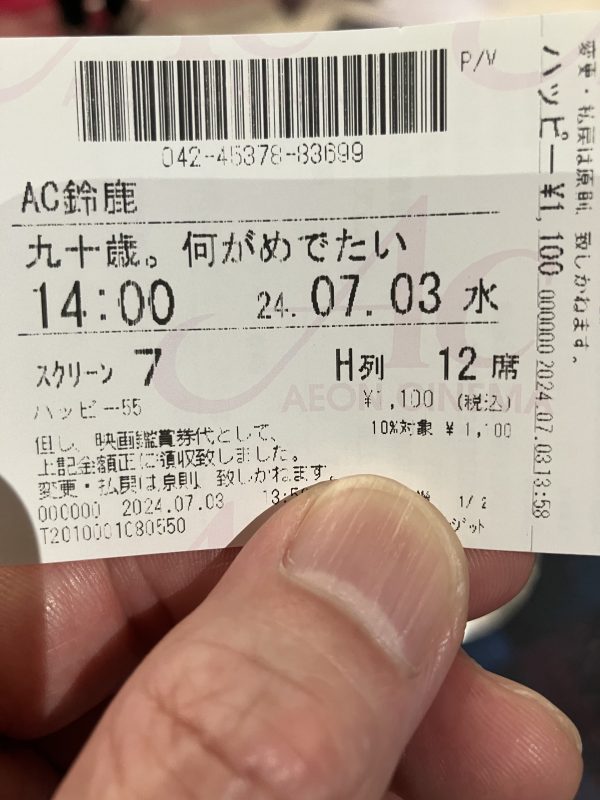 P/V
042-45378-83699
AC鈴鹿
九十歳。何がめでたい
14:00 24.07.03 水
スクリーン 7 H列 12席
ハッピー55 ¥1,100 (税込)
10%対象 ¥1,100
AEON CINEMA
但し、映画鑑賞券代として、
上記金額正に領収致しました。
変更・払戻は原則 致しかねます。
000000 2024.07.03 1/2
T2010001080550 ジット
変更・払戻は原則 致しかねます。
ハッピー ¥1,100 000000 2024.07.03 13:58